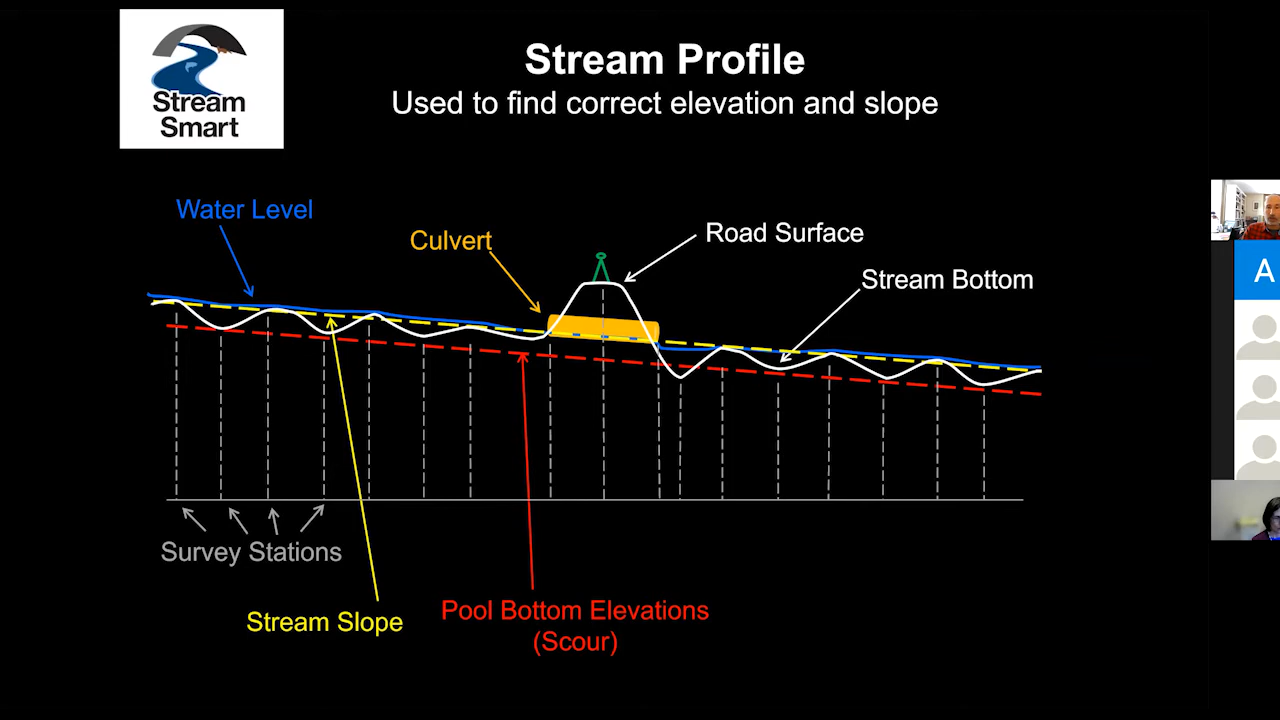 Stream
Smart
Stream Profile
Used to find correct elevation and slope
Water Level
Culvert
Road Surface
Stream Bottom
A
Survey Stations
Stream Slope
Pool Bottom Elevations
(Scour)